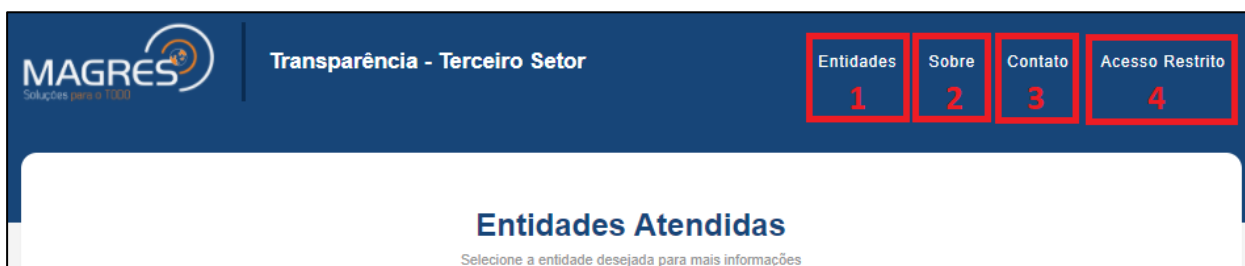 MAGRES
Soluções para o TODO
Transparência - Terceiro Setor
Entidades Sobre Contato Acesso Restrito
1 2 3 4
Entidades Atendidas
Selecione a entidade desejada para mais informações